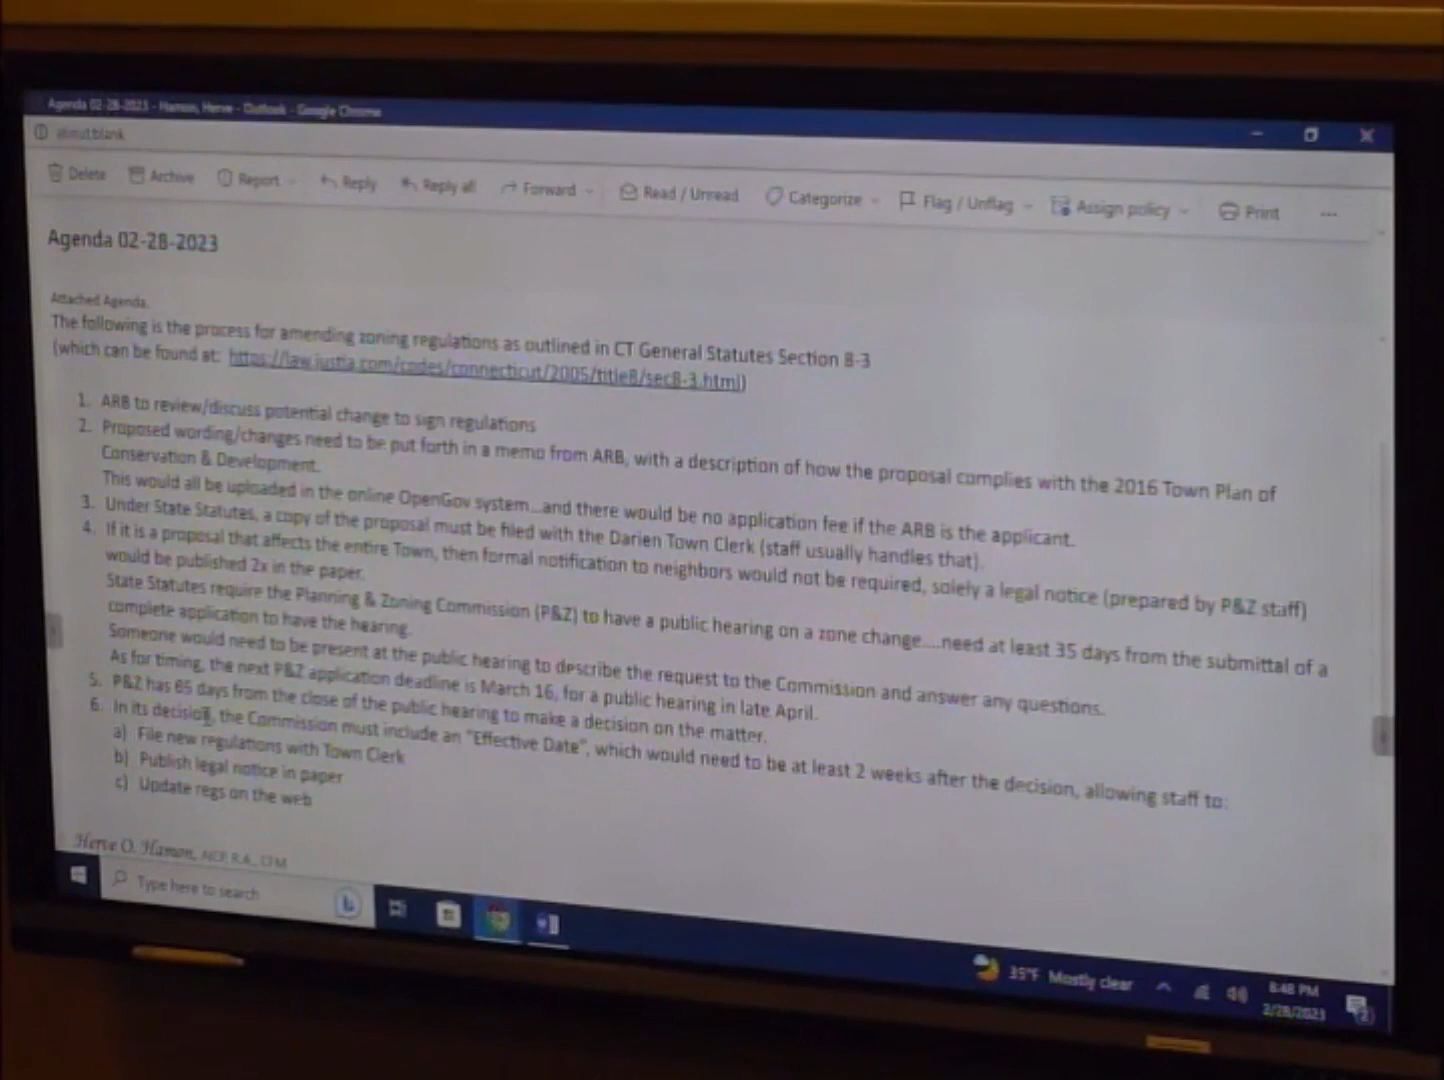 Agenda 02-28-2023 - Hamon, Herve - Outlook - Google Chrome
about:blank
Delete Archive Report Reply Reply all Forward Read / Unread Categorize Flag / Unflag Assign policy Print ...
Agenda 02-28-2023
Attached Agenda.
The following is the process for amending zoning regulations as outlined in CT General Statutes Section 8-3
(which can be found at: https://law.justia.com/codes/connecticut/2005/title8/sec8-3.html)
1. ARB to review/discuss potential change to sign regulations
2. Proposed wording/changes need to be put forth in a memo from ARB, with a description of how the proposal complies with the 2016 Town Plan of
Conservation & Development.
This would all be uploaded in the online OpenGov system...and there would be no application fee if the ARB is the applicant.
3. Under State Statutes, a copy of the proposal must be filed with the Darien Town Clerk (staff usually handles that).
4. If it is a proposal that affects the entire Town, then formal notification to neighbors would not be required, solely a legal notice (prepared by P&Z staff)
would be published 2x in the paper.
State Statutes require the Planning & Zoning Commission (P&Z) to have a public hearing on a zone change....need at least 35 days from the submittal of a
complete application to have the hearing.
Someone would need to be present at the public hearing to describe the request to the Commission and answer any questions.
As for timing, the next P&Z application deadline is March 16, for a public hearing in late April.
5. P&Z has 65 days from the close of the public hearing to make a decision on the matter.
6. In its decision, the Commission must include an "Effective Date", which would need to be at least 2 weeks after the decision, allowing staff to:
a) File new regulations with Town Clerk
b) Publish legal notice in paper
c) Update regs on the web
Herve O. Hamon, R.A., CFM
Type here to search
39°F Mostly clear
8:48 PM
2/28/2023